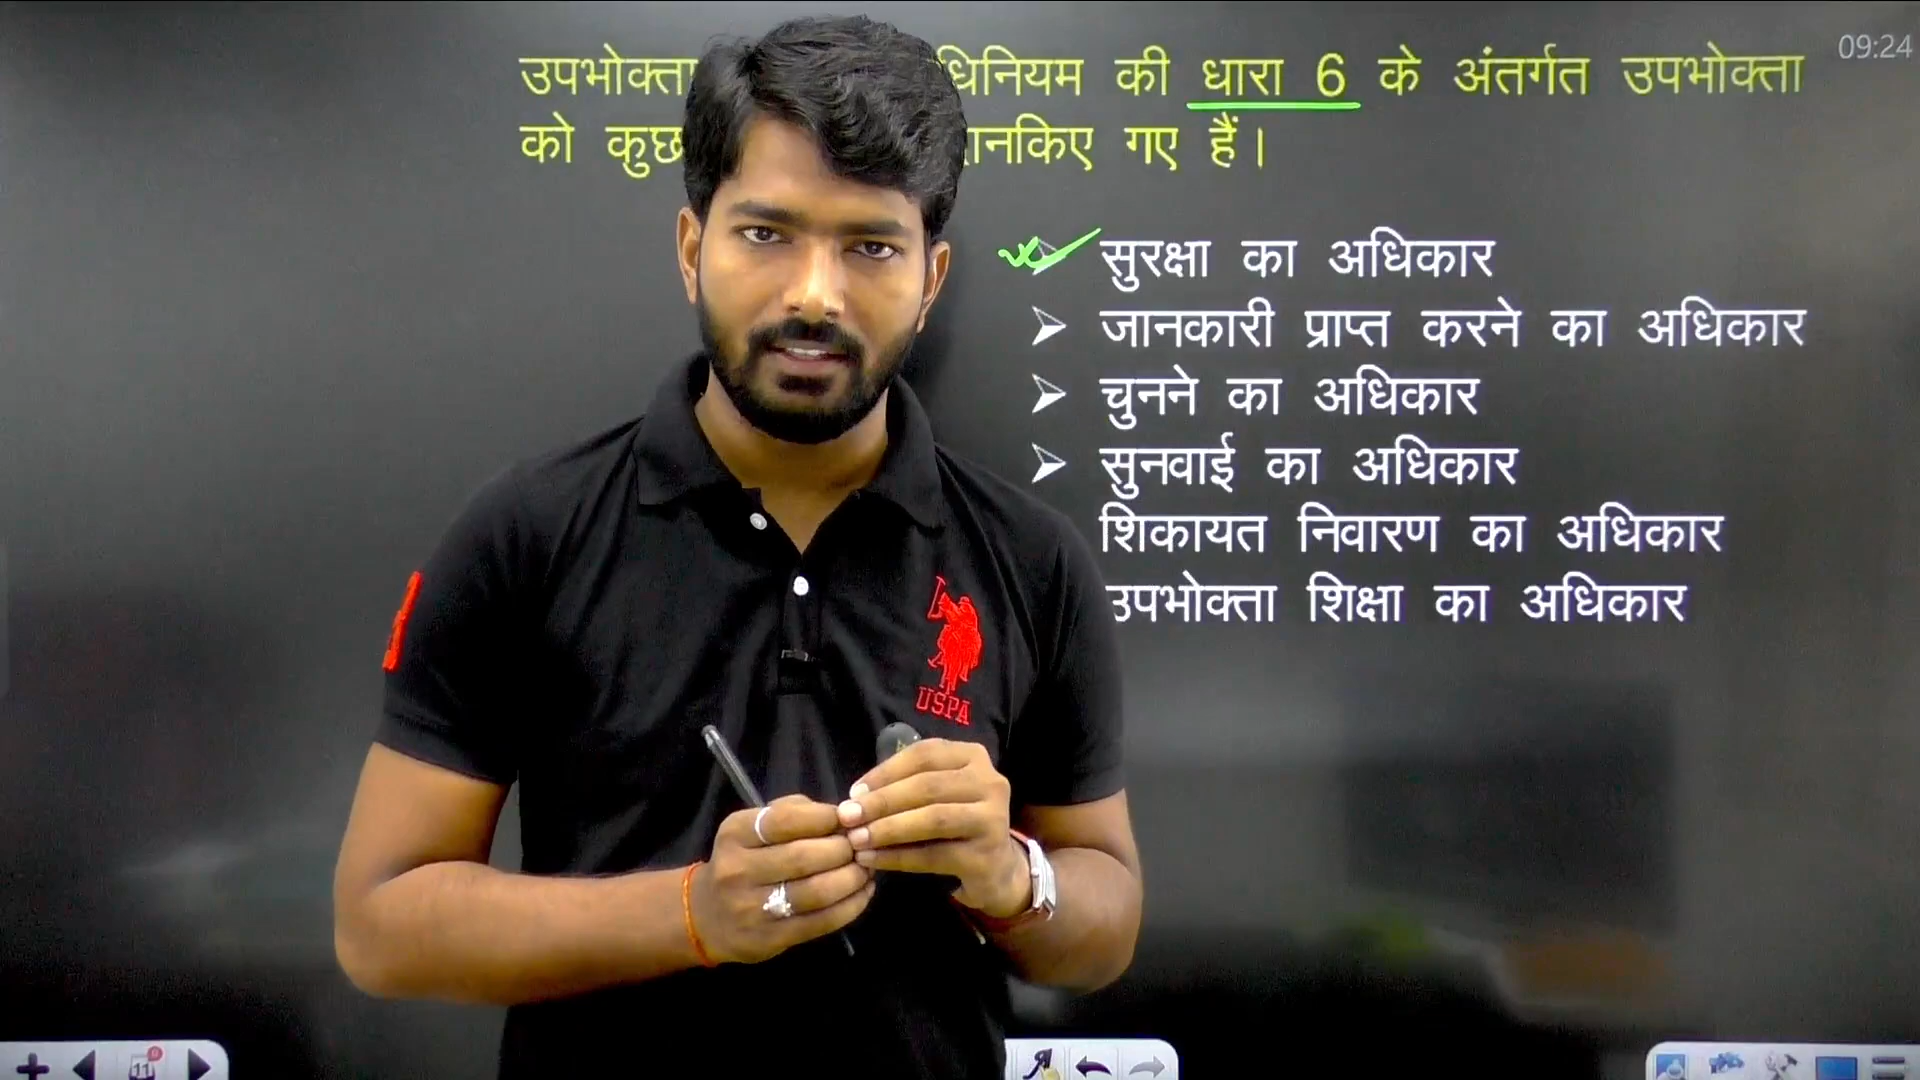 उपभोक्ता धिनियम की धारा 6 के अंतर्गत उपभोक्ता
09:24
को कुछ ानकिए गए हैं।
सुरक्षा का अधिकार
जानकारी प्राप्त करने का अधिकार
चुनने का अधिकार
सुनवाई का अधिकार
शिकायत निवारण का अधिकार
उपभोक्ता शिक्षा का अधिकार
USPA
11